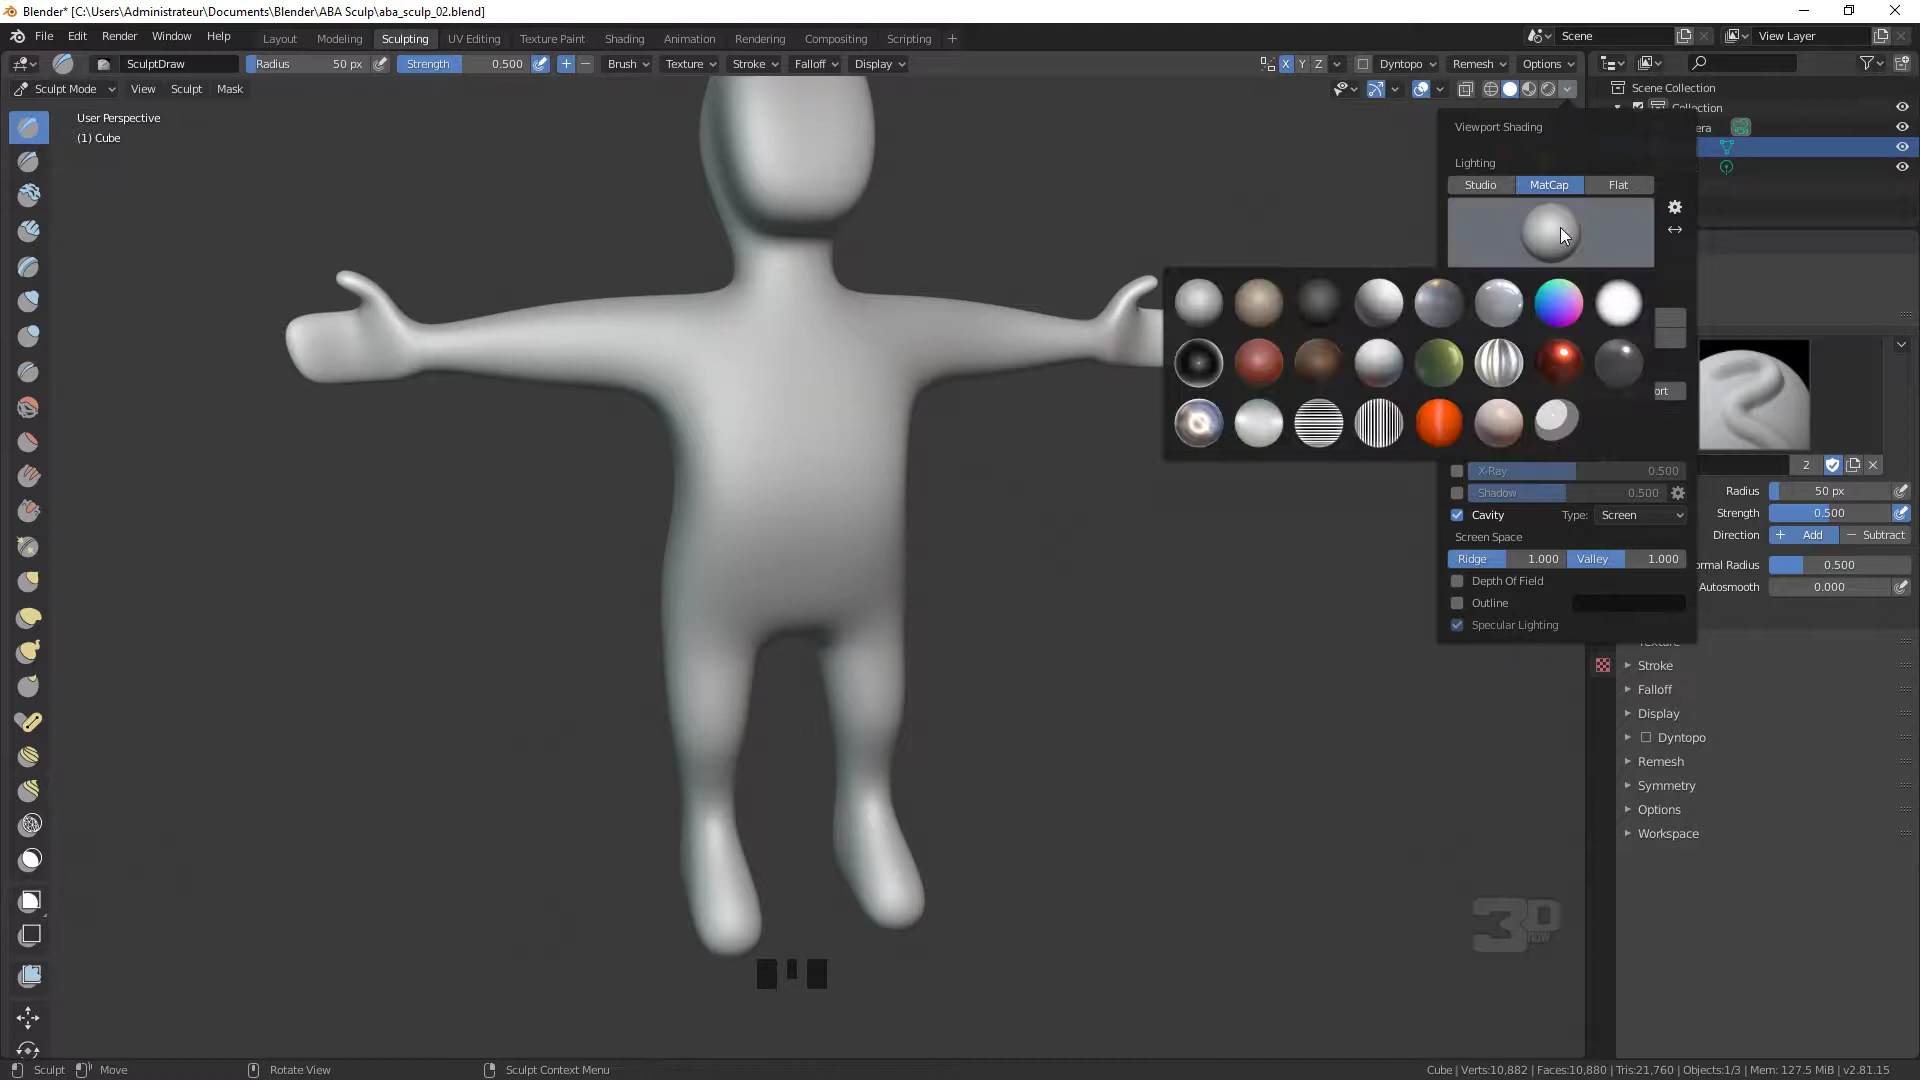 Blender* [C:\Users\Administrateur\Documents\Blender\ABA Sculp\aba_sculp_02.blend]
File Edit Render Window Help Layout Modeling Sculpting UV Editing Texture Paint Shading Animation Rendering Compositing Scripting + Scene View Layer
SculptDraw Radius 50 px Strength 0.500 Brush Texture Stroke Falloff Display X Y Z Dyntopo Remesh Options
Sculpt Mode View Sculpt Mask
Scene Collection
Collection
User Perspective
(1) Cube
Viewport Shading
Lighting
Studio MatCap Flat
X-Ray 0.500
Shadow 0.500
Cavity Type: Screen
Screen Space
Ridge 1.000 Valley 1.000
Depth Of Field
Outline
Specular Lighting
2
Radius 50 px
Strength 0.500
Direction + Add − Subtract
ormal Radius 0.500
Autosmooth 0.000
Stroke
Falloff
Display
Dyntopo
Remesh
Symmetry
Options
Workspace
3D NOW
Sculpt Move Rotate View Sculpt Context Menu Cube | Verts:10,882 | Faces:10,880 | Tris:21,760 | Objects:1/3 | Mem: 127.5 MiB | v2.81.15